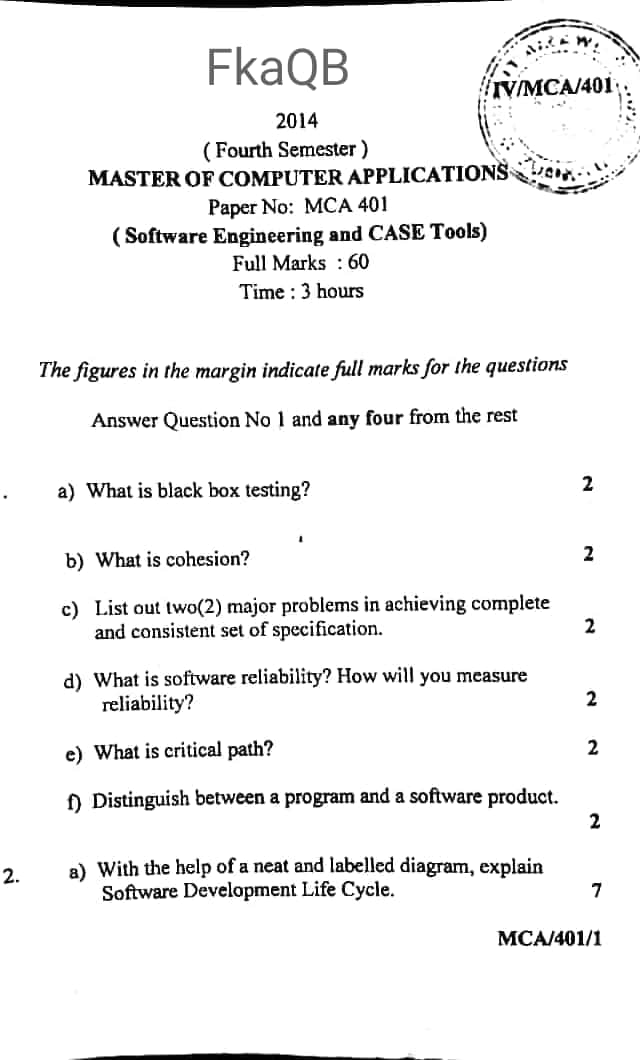 FkaQB
IV/MCA/401
2014
( Fourth Semester )
MASTER OF COMPUTER APPLICATIONS
Paper No: MCA 401
( Software Engineering and CASE Tools)
Full Marks : 60
Time : 3 hours
The figures in the margin indicate full marks for the questions
Answer Question No 1 and any four from the rest
. a) What is black box testing? 2
b) What is cohesion? 2
c) List out two(2) major problems in achieving complete
and consistent set of specification. 2
d) What is software reliability? How will you measure
reliability? 2
e) What is critical path? 2
f) Distinguish between a program and a software product.
2
2. a) With the help of a neat and labelled diagram, explain
Software Development Life Cycle. 7
MCA/401/1